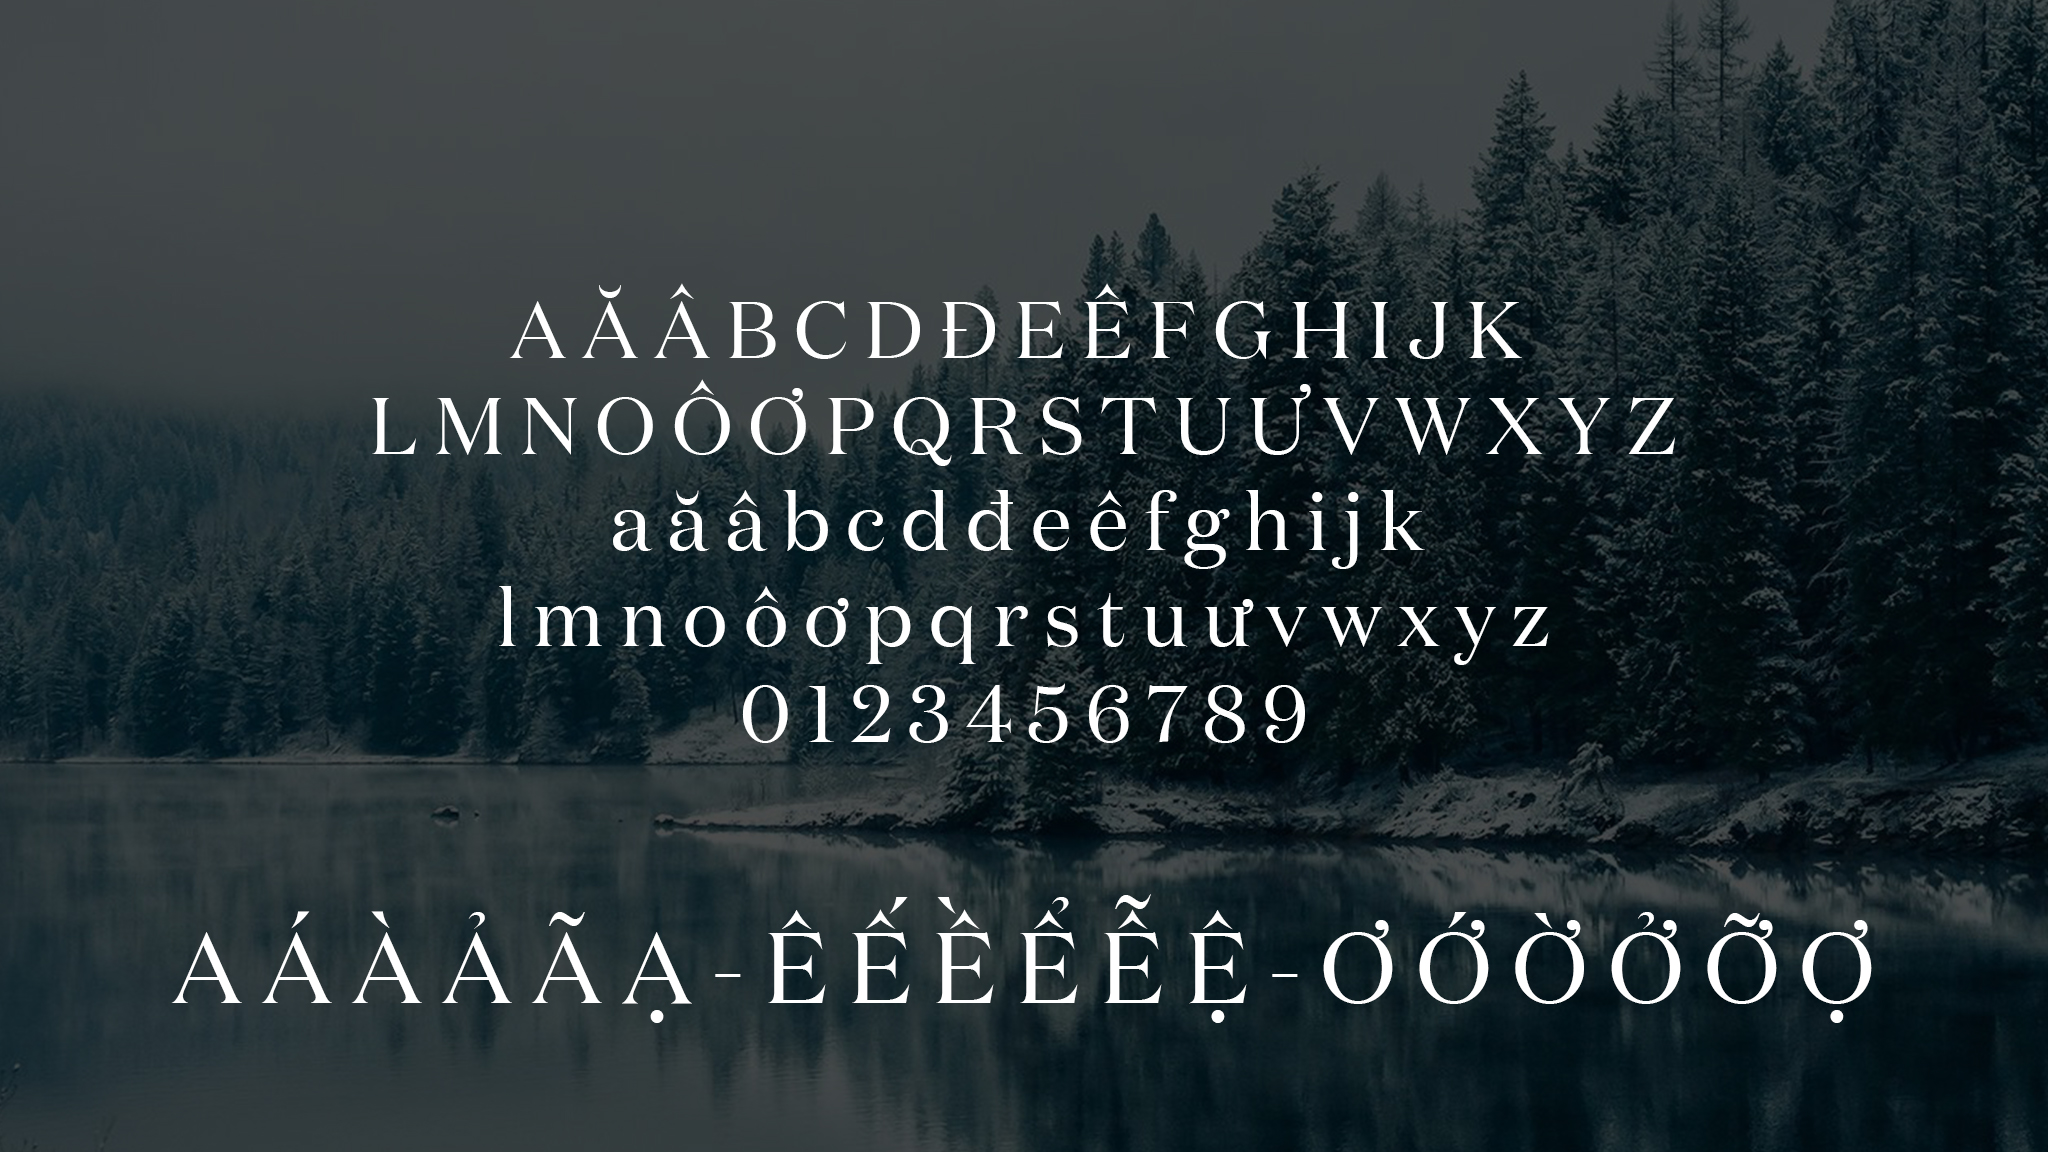 A Ă Â B C D Đ E Ê F G H I J K
L M N O Ô Ơ P Q R S T U Ư V W X Y Z
a ă â b c d đ e ê f g h i j k
l m n o ô ơ p q r s t u ư v w x y z
0 1 2 3 4 5 6 7 8 9
A Á À Ả Ã Ạ - Ê Ế Ề Ể Ễ Ệ - Ơ Ớ Ờ Ở Ỡ Ợ